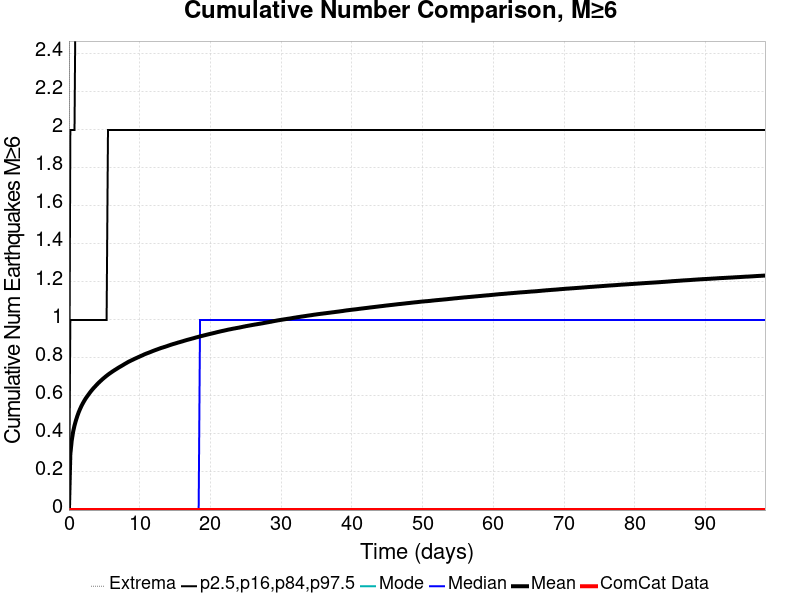 Cumulative Number Comparison, M≥6
Cumulative Num Earthquakes M≥6
2.4
2.2
2
1.8
1.6
1.4
1.2
1
0.8
0.6
0.4
0.2
0
0 10 20 30 40 50 60 70 80 90
Time (days)
Extrema p2.5,p16,p84,p97.5 Mode Median Mean ComCat Data